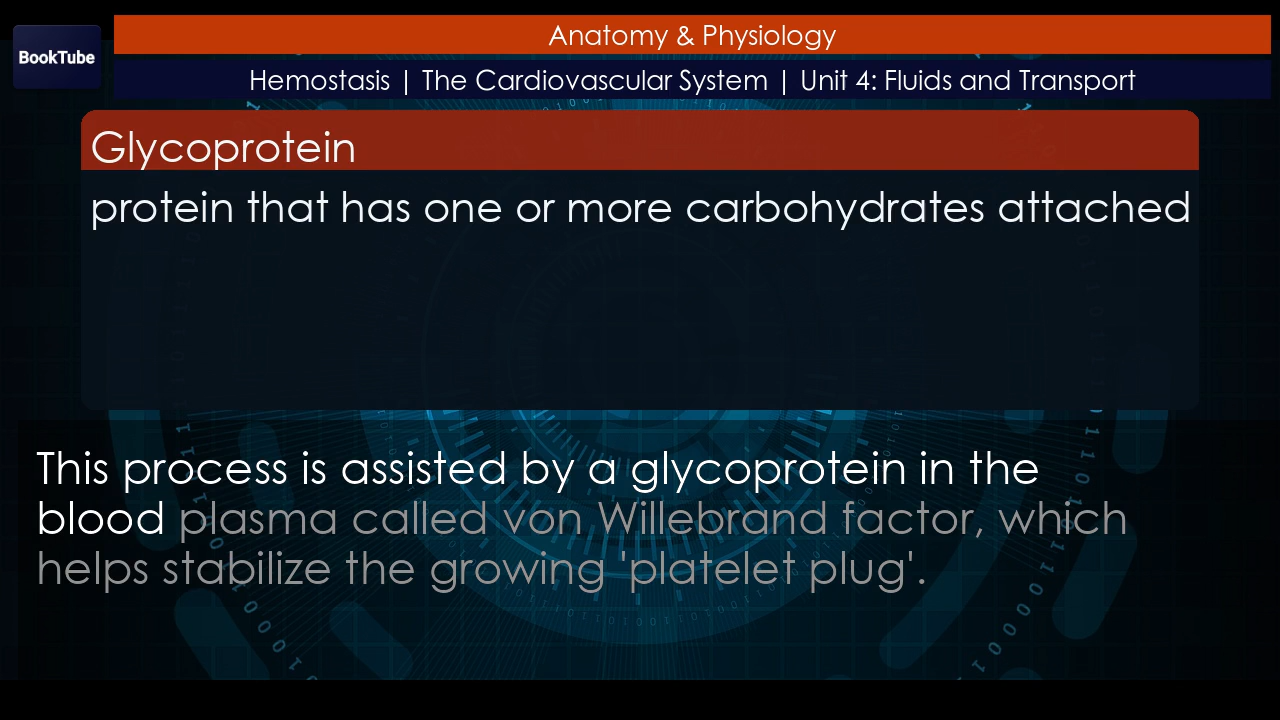 BookTube
Anatomy & Physiology
Hemostasis | The Cardiovascular System | Unit 4: Fluids and Transport
Glycoprotein
protein that has one or more carbohydrates attached
This process is assisted by a glycoprotein in the
blood plasma called von Willebrand factor, which
helps stabilize the growing 'platelet plug'.